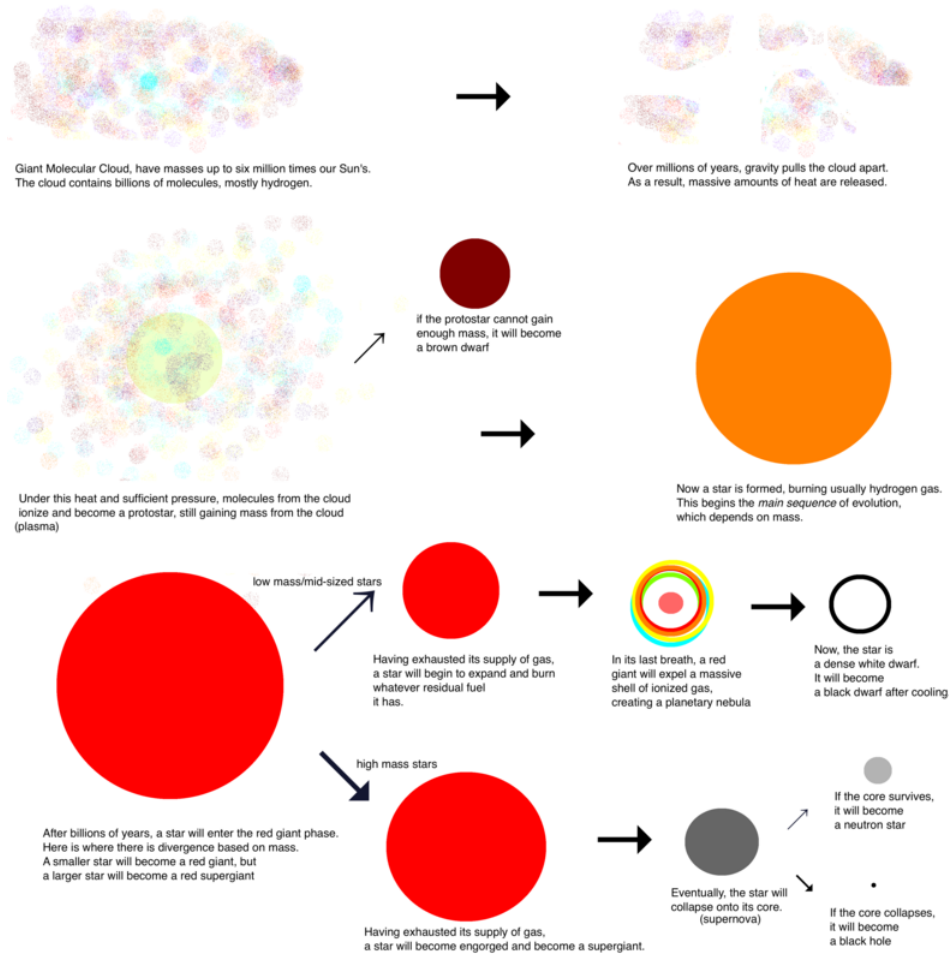 Giant Molecular Cloud, have masses up to six million times our Sun's.
The cloud contains billions of molecules, mostly hydrogen.
Over millions of years, gravity pulls the cloud apart.
As a result, massive amounts of heat are released.
if the protostar cannot gain
enough mass, it will become
a brown dwarf
Under this heat and sufficient pressure, molecules from the cloud
ionize and become a protostar, still gaining mass from the cloud
(plasma)
Now a star is formed, burning usually hydrogen gas.
This begins the main sequence of evolution,
which depends on mass.
low mass/mid-sized stars
Having exhausted its supply of gas,
a star will begin to expand and burn
whatever residual fuel
it has.
In its last breath, a red
giant will expel a massive
shell of ionized gas,
creating a planetary nebula
Now, the star is
a dense white dwarf.
It will become
a black dwarf after cooling
high mass stars
After billions of years, a star will enter the red giant phase.
Here is where there is divergence based on mass.
A smaller star will become a red giant, but
a larger star will become a red supergiant
Having exhausted its supply of gas,
a star will become engorged and become a supergiant.
Eventually, the star will
collapse onto its core.
(supernova)
If the core survives,
it will become
a neutron star
If the core collapses,
it will become
a black hole